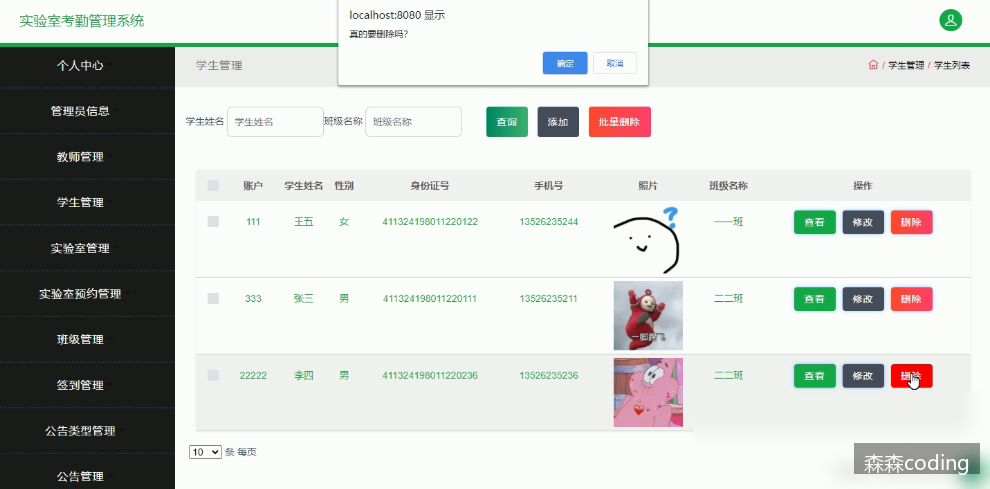 实验室考勤管理系统
localhost:8080 显示
真的要删除吗?
确定 取消
个人中心
管理员信息
教师管理
学生管理
实验室管理
实验室预约管理
班级管理
签到管理
公告类型管理
公告管理
学生管理
/ 学生管理 / 学生列表
学生姓名 学生姓名 班级名称 班级名称 查询 添加 批量删除
账户 学生姓名 性别 身份证号 手机号 照片 班级名称 操作
111 王五 女 411324198011220122 13526235244 ? 一一班 查看 修改 删除
333 张三 男 411324198011220111 13526235211 二二班 查看 修改 删除
22222 李四 男 411324198011220236 13526235236 二二班 查看 修改 删除
10 条 每页
森森coding